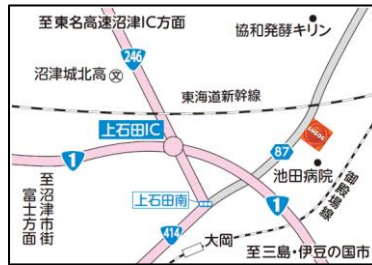 至東名高速沼津IC方面
協和発酵キリン
246
沼津城北高
文
東海道新幹線
上石田IC
ENEOS
1
87
池田病院
至沼津市街
富士方面
御殿場線
上石田南
1
414
大岡
至三島・伊豆の国市